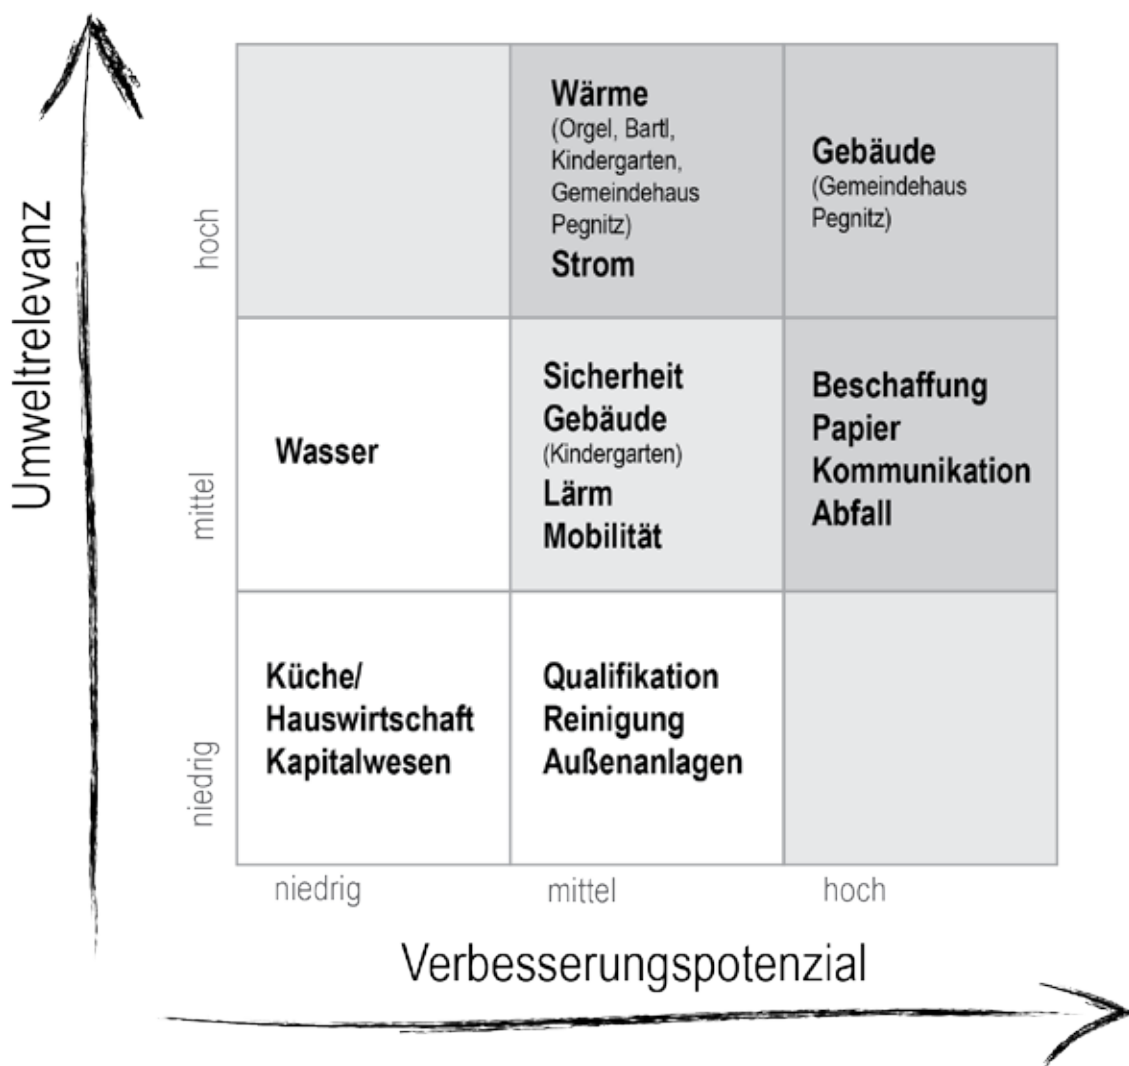 Umweltrelevanz
hoch
Wärme
(Orgel, Bartl,
Kindergarten,
Gemeindehaus
Pegnitz)
Strom
Gebäude
(Gemeindehaus
Pegnitz)
mittel
Wasser
Sicherheit
Gebäude
(Kindergarten)
Lärm
Mobilität
Beschaffung
Papier
Kommunikation
Abfall
niedrig
Küche/
Hauswirtschaft
Kapitalwesen
Qualifikation
Reinigung
Außenanlagen
niedrig
mittel
hoch
Verbesserungspotenzial